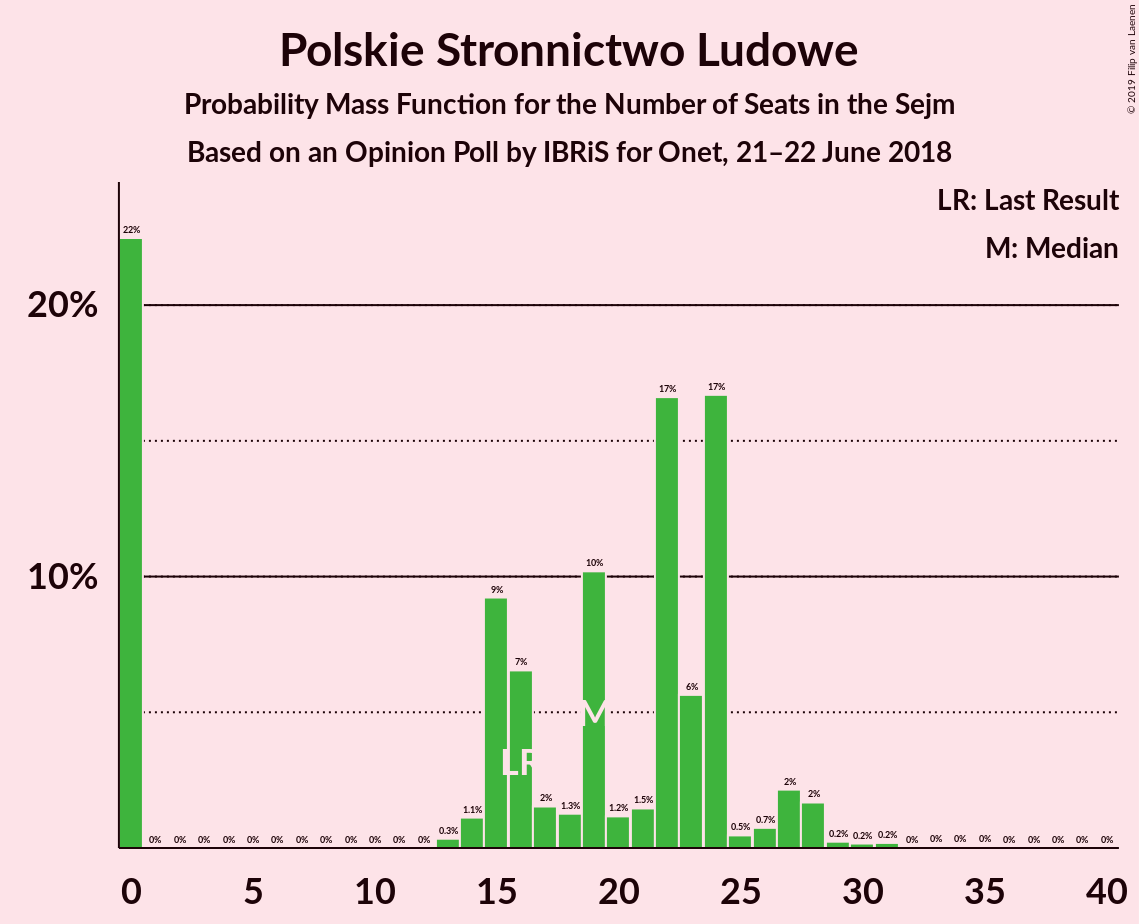 Polskie Stronnictwo Ludowe
Probability Mass Function for the Number of Seats in the Sejm
Based on an Opinion Poll by IBRiS for Onet, 21–22 June 2018
© 2019 Filip van Laenen
LR: Last Result
M: Median
20%
10%
22% 0% 0% 0% 0% 0% 0% 0% 0% 0% 0% 0% 0% 0.3% 1.1% 9% 7% 2% 1.3% 10% 1.2% 1.5% 17% 6% 17% 0.5% 0.7% 2% 2% 0.2% 0.2% 0.2% 0% 0% 0% 0% 0% 0% 0% 0% 0%
M
LR
0 5 10 15 20 25 30 35 40